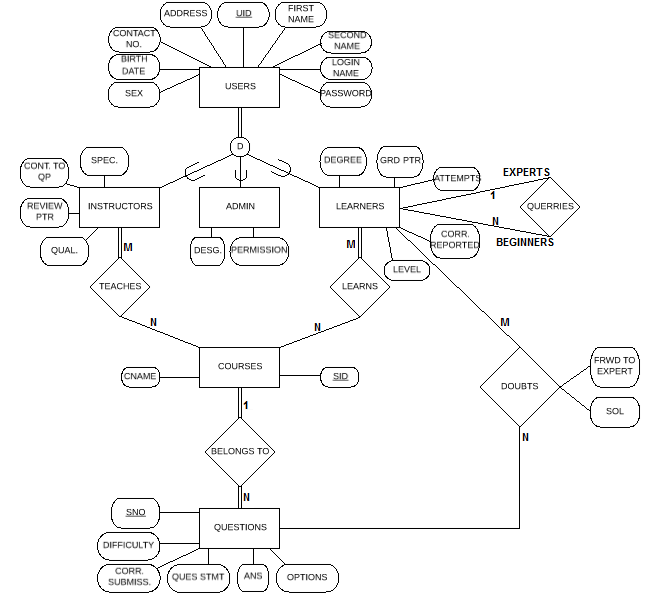 ADDRESS
UID
FIRST
NAME
CONTACT
NO.
SECOND
NAME
BIRTH
DATE
LOGIN
NAME
SEX
USERS
PASSWORD
D
CONT. TO
QP
SPEC.
DEGREE
GRD PTR
ATTEMPTS
EXPERTS
REVIEW
PTR
INSTRUCTORS
ADMIN
LEARNERS
1
QUERRIES
N
BEGINNERS
QUAL.
DESG.
PERMISSION
CORR.
REPORTED
LEVEL
M
M
TEACHES
LEARNS
N
N
M
COURSES
CNAME
SID
FRWD TO
EXPERT
DOUBTS
SOL
1
BELONGS TO
N
N
SNO
QUESTIONS
DIFFICULTY
CORR.
SUBMISS.
QUES STMT
ANS
OPTIONS